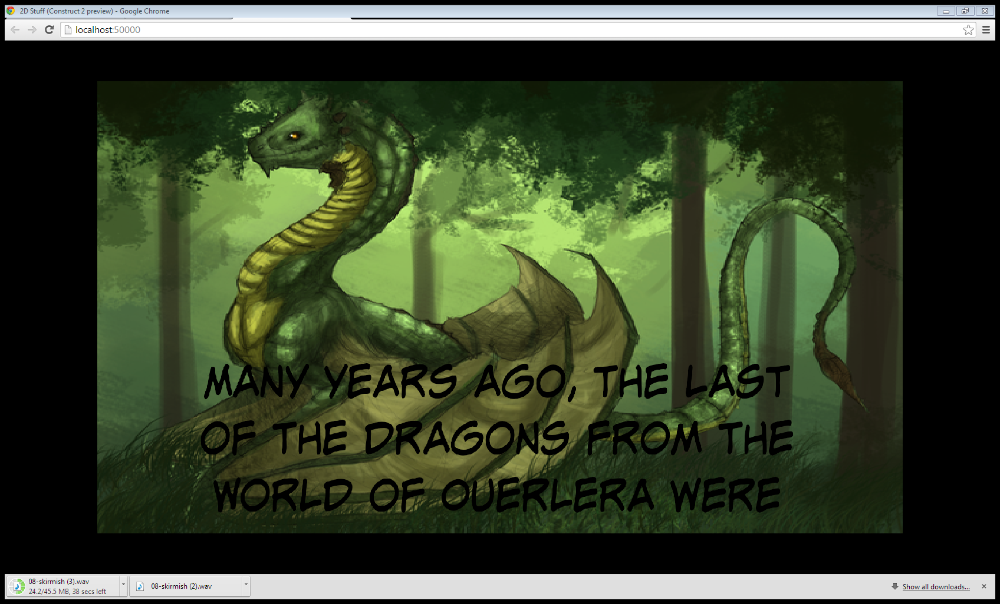 2D Stuff (Construct 2 preview) - Google Chrome
localhost:50000
MANY YEARS AGO, THE LAST
OF THE DRAGONS FROM THE
WORLD OF OUERLERA WERE
08-skirmish (3).wav
24.2/45.5 MB, 38 secs left
08-skirmish (2).wav
Show all downloads...